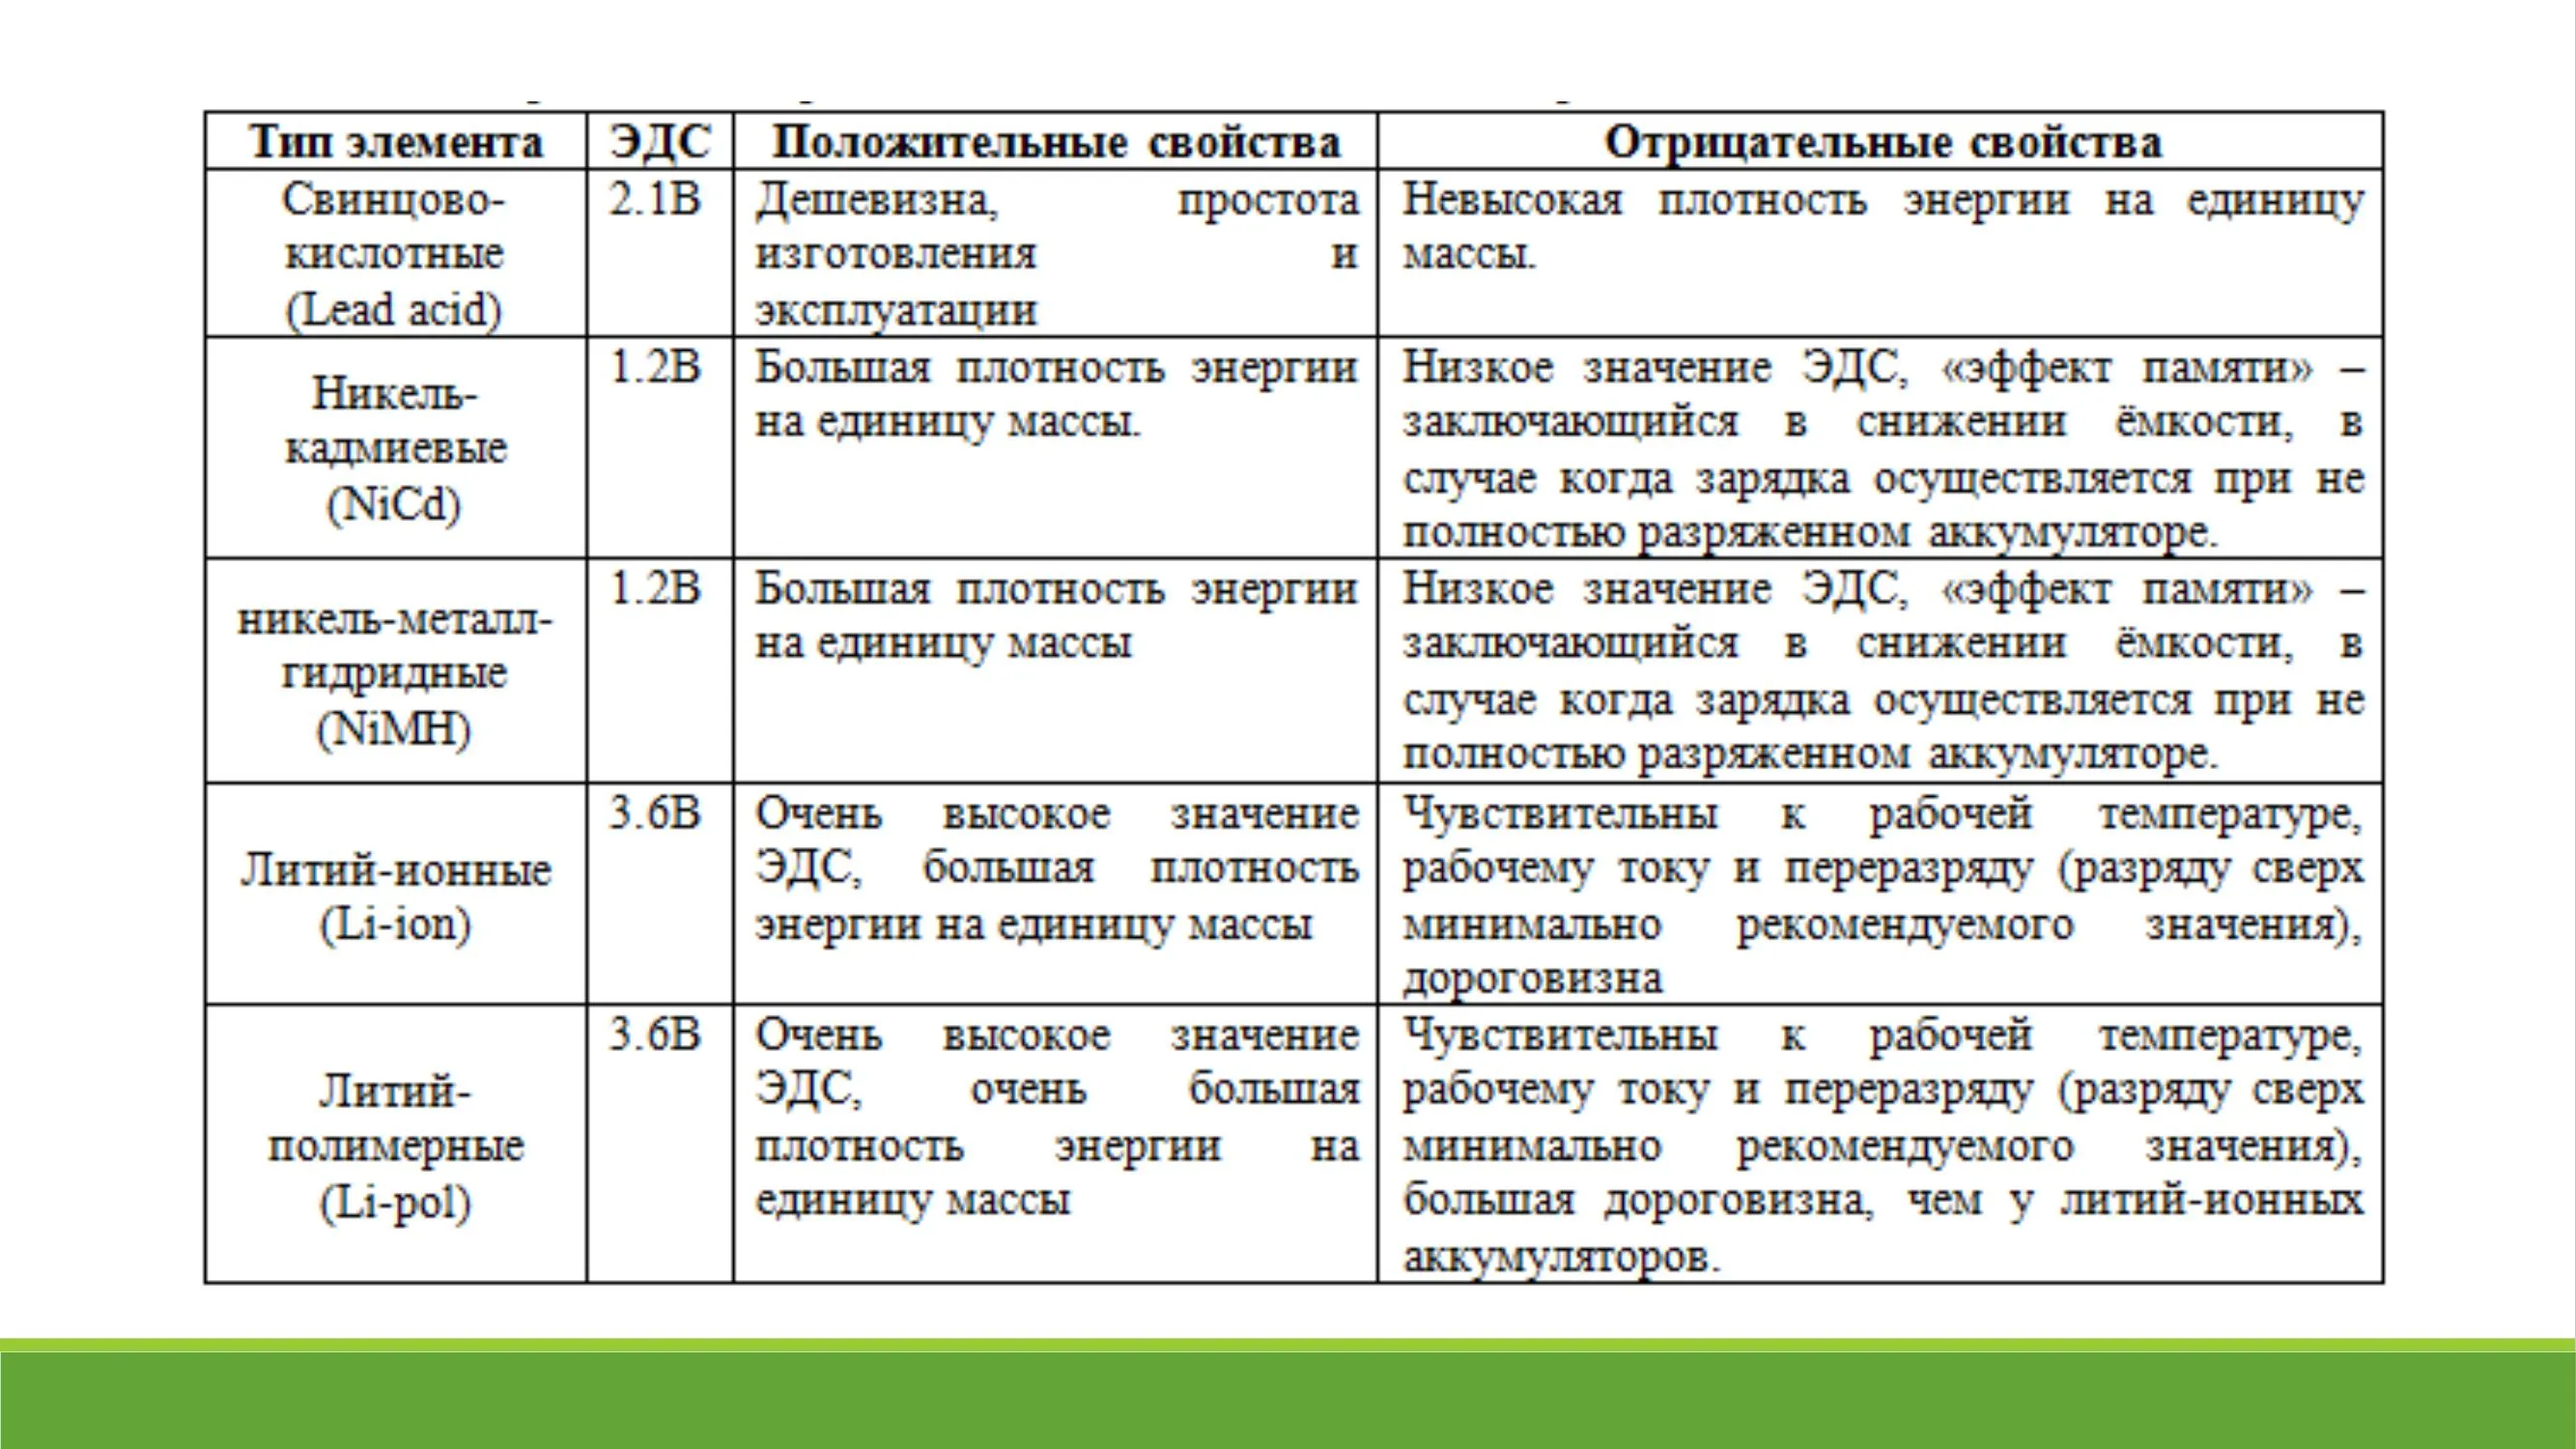 Тип элемента
ЭДС
Положительные свойства
Отрицательные свойства
Свинцово-
кислотные
(Lead acid)
2.1В
Дешевизна, простота
изготовления и
эксплуатации
Невысокая плотность энергии на единицу
массы.
Никель-
кадмиевые
(NiCd)
1.2В
Большая плотность энергии
на единицу массы.
Низкое значение ЭДС, «эффект памяти» –
заключающийся в снижении ёмкости, в
случае когда зарядка осуществляется при не
полностью разряженном аккумуляторе.
никель-металл-
гидридные
(NiMH)
1.2В
Большая плотность энергии
на единицу массы
Низкое значение ЭДС, «эффект памяти» –
заключающийся в снижении ёмкости, в
случае когда зарядка осуществляется при не
полностью разряженном аккумуляторе.
Литий-ионные
(Li-ion)
3.6В
Очень высокое значение
ЭДС, большая плотность
энергии на единицу массы
Чувствительны к рабочей температуре,
рабочему току и переразряду (разряду сверх
минимально рекомендуемого значения),
дороговизна
Литий-
полимерные
(Li-pol)
3.6В
Очень высокое значение
ЭДС, очень большая
плотность энергии на
единицу массы
Чувствительны к рабочей температуре,
рабочему току и переразряду (разряду сверх
минимально рекомендуемого значения),
большая дороговизна, чем у литий-ионных
аккумуляторов.